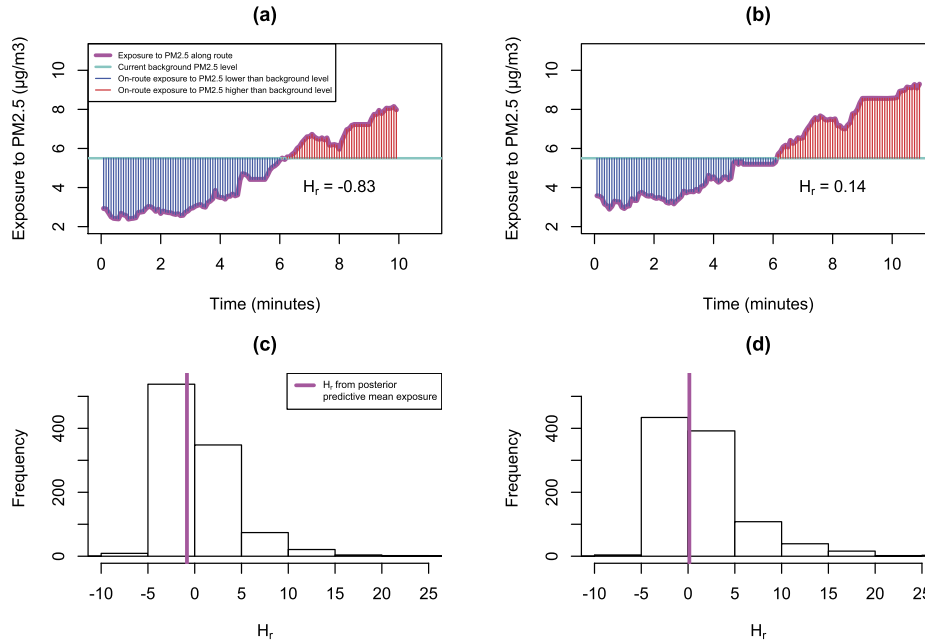 (a)
Exposure to PM2.5 (µg/m3)
10
8
6
4
2
Exposure to PM2.5 along route
Current background PM2.5 level
On-route exposure to PM2.5 lower than background level
On-route exposure to PM2.5 higher than background level
Hr = -0.83
0 2 4 6 8 10
Time (minutes)
(b)
Exposure to PM2.5 (µg/m3)
10
8
6
4
2
Hr = 0.14
0 2 4 6 8 10
Time (minutes)
(c)
Frequency
400
200
0
Hr from posterior
predictive mean exposure
-10 -5 0 5 10 15 20 25
Hr
(d)
Frequency
400
200
0
-10 -5 0 5 10 15 20 25
Hr